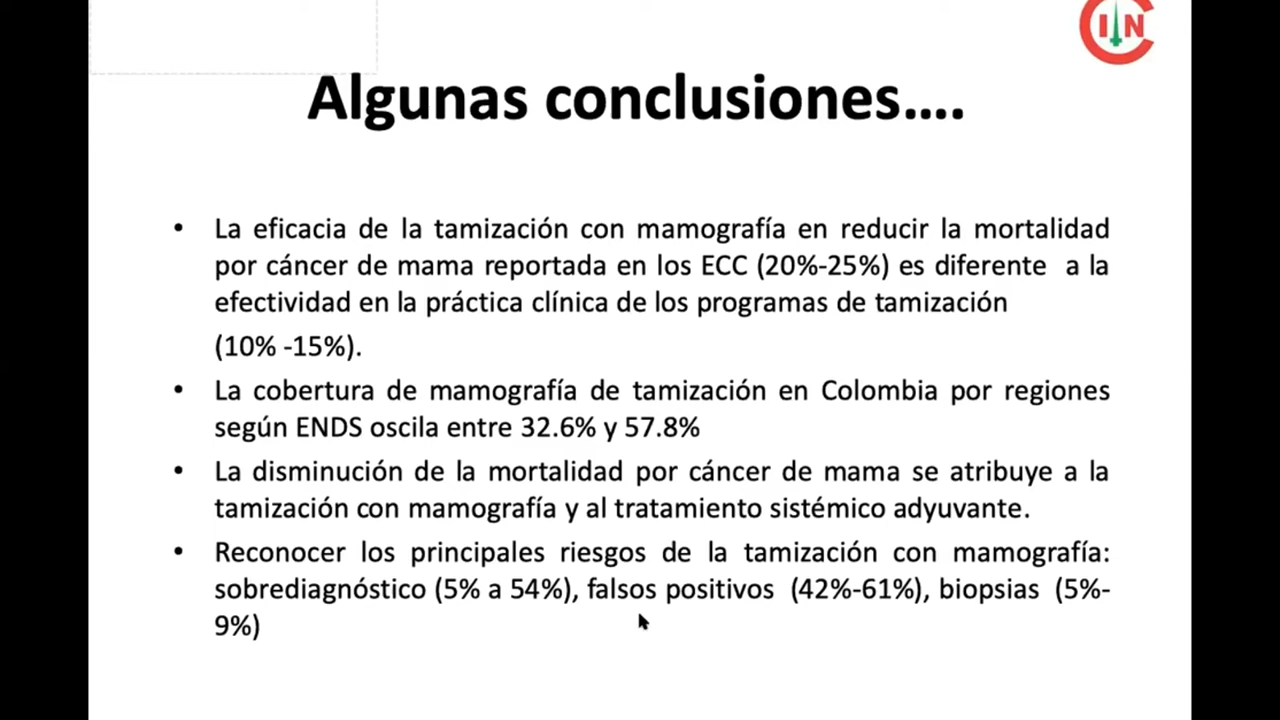 CIN
Algunas conclusiones....
• La eficacia de la tamización con mamografía en reducir la mortalidad
por cáncer de mama reportada en los ECC (20%-25%) es diferente a la
efectividad en la práctica clínica de los programas de tamización
(10% -15%).
• La cobertura de mamografía de tamización en Colombia por regiones
según ENDS oscila entre 32.6% y 57.8%
• La disminución de la mortalidad por cáncer de mama se atribuye a la
tamización con mamografía y al tratamiento sistémico adyuvante.
• Reconocer los principales riesgos de la tamización con mamografía:
sobrediagnóstico (5% a 54%), falsos positivos (42%-61%), biopsias (5%-
9%)